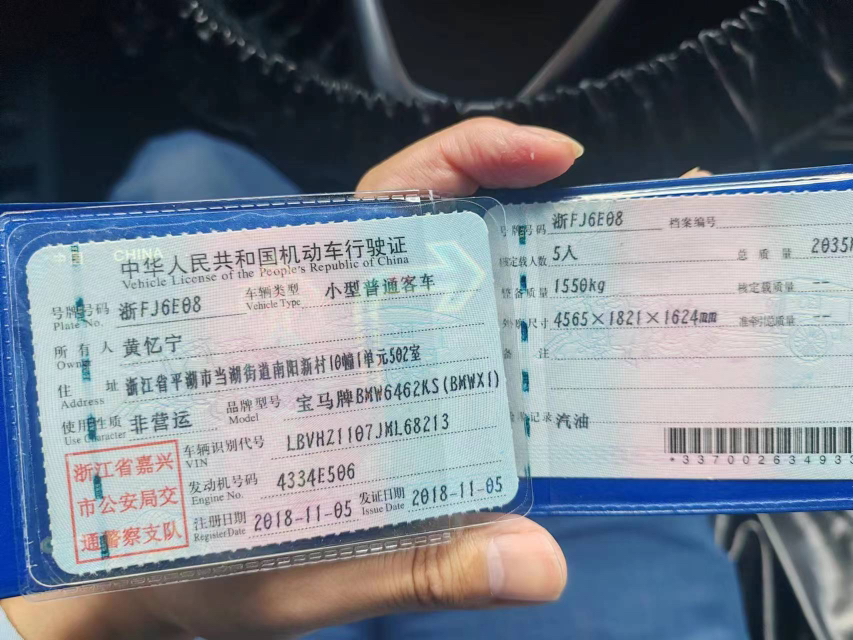 CHINA
中华人民共和国机动车行驶证
Vehicle License of the People's Republic of China
号牌号码 浙FJ6E08 车辆类型 小型普通客车
Plate No. Vehicle Type
所有人 黄忆宁
Owner
住址 浙江省平湖市当湖街道南阳新村10幢1单元502室
Address
使用性质 非营运 品牌型号 宝马牌BMW6462KS(BMWX1)
Use Character Model
浙江省嘉兴
市公安局交
通警察支队
车辆识别代号 LBVHZ1107JML68213
VIN
发动机号码 4334E506
Engine No.
注册日期 2018-11-05 发证日期 2018-11-05
RegisterDate Issue Date
号牌号码 浙FJ6E08 档案编号
核定载人数 5人 总质量 2035
整备质量 1550kg 核定载质量 --
外廓尺寸 4565×1821×1624 准牵引总质量 --
备注
检验记录 汽油
*3370026349 3